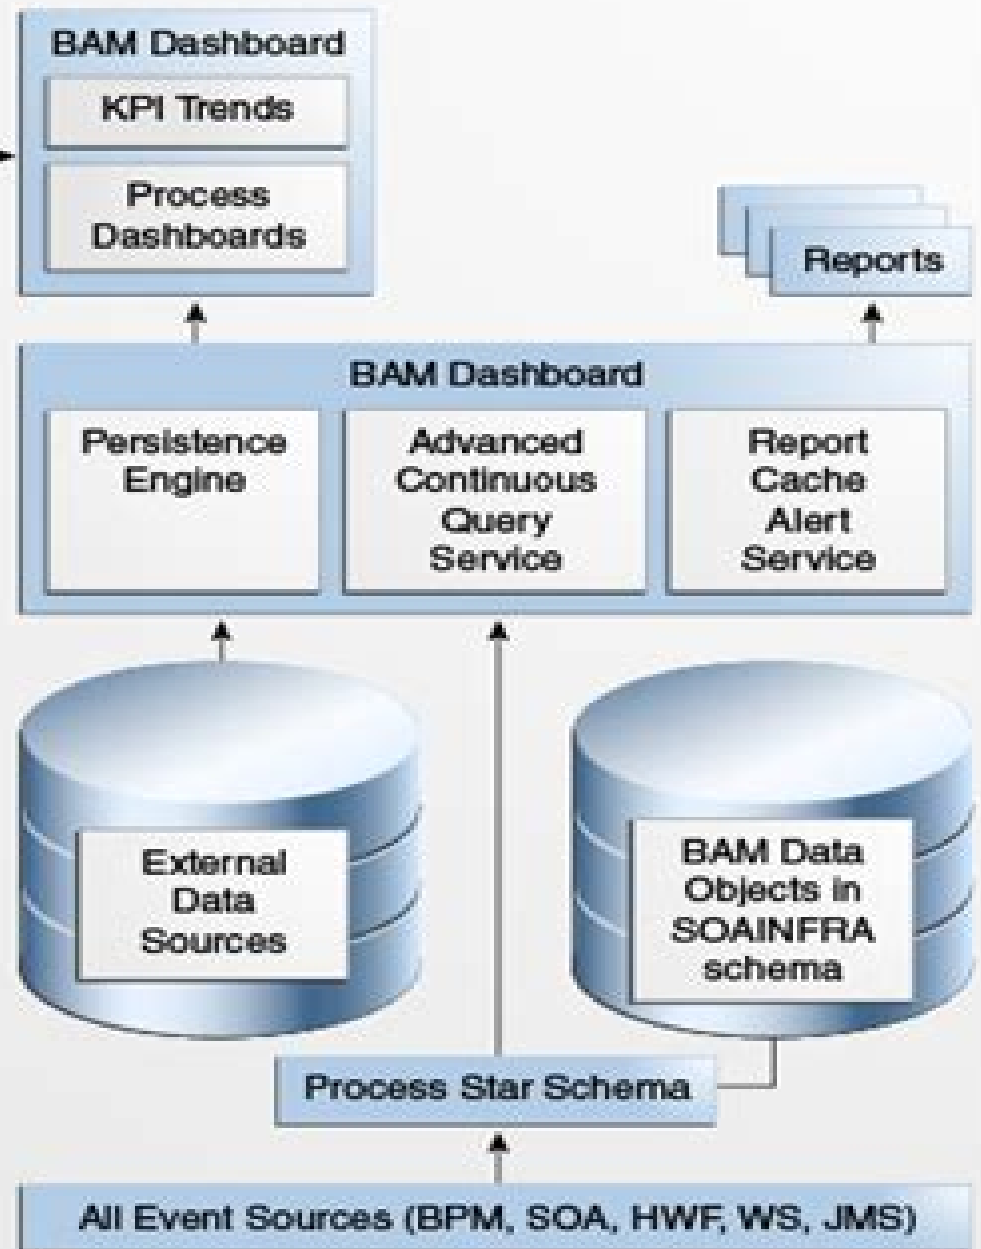 BAM Dashboard
KPI Trends
Process
Dashboards
Reports
BAM Dashboard
Persistence
Engine
Advanced
Continuous
Query
Service
Report
Cache
Alert
Service
External
Data
Sources
BAM Data
Objects in
SOAINFRA
schema
Process Star Schema
All Event Sources (BPM, SOA, HWF, WS, JMS)